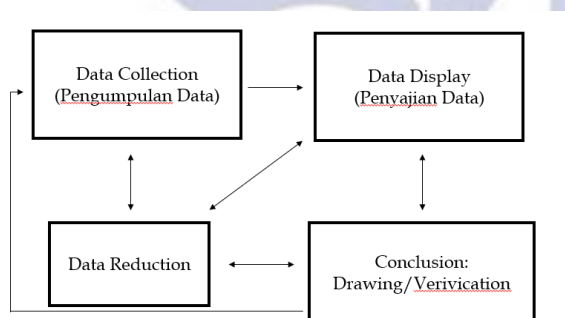 Data Collection
(Pengumpulan Data)
Data Display
(Penyajian Data)
Data Reduction
Conclusion:
Drawing/Verivication